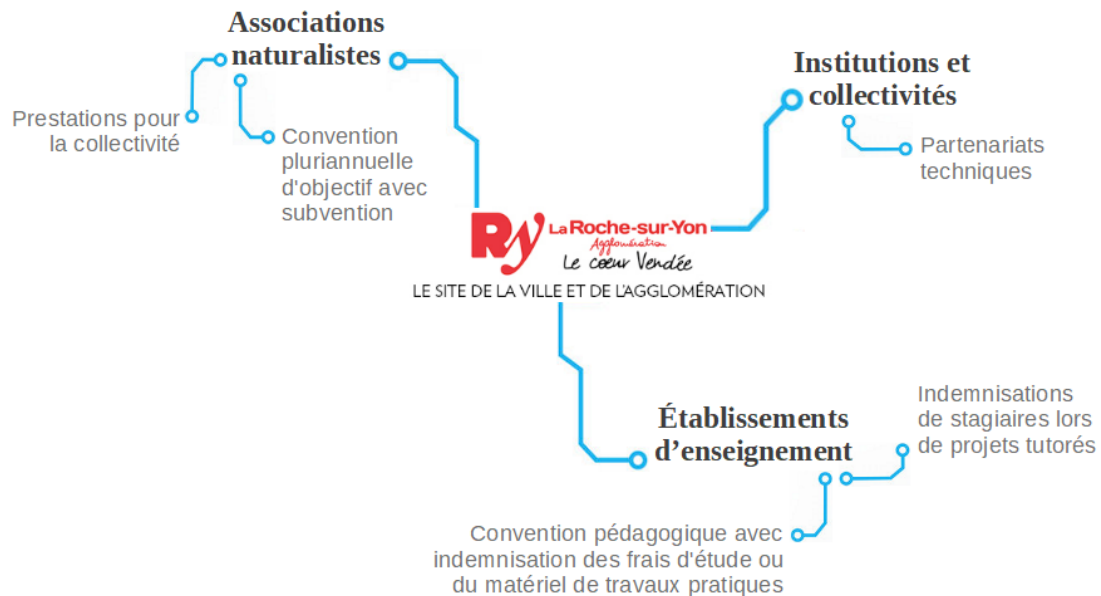 Associations
naturalistes
Prestations pour
la collectivité
Convention
pluriannuelle
d'objectif avec
subvention
Institutions et
collectivités
Partenariats
techniques
Ry La Roche-sur-Yon
Agglomération
Le cœur Vendée
LE SITE DE LA VILLE ET DE L'AGGLOMÉRATION
Établissements
d’enseignement
Indemnisations
de stagiaires lors
de projets tutorés
Convention pédagogique avec
indemnisation des frais d'étude ou
du matériel de travaux pratiques